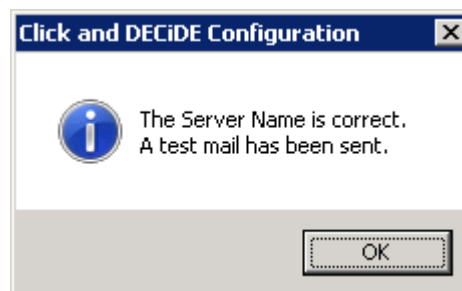 Click and DECiDE Configuration
The Server Name is correct.
A test mail has been sent.
OK